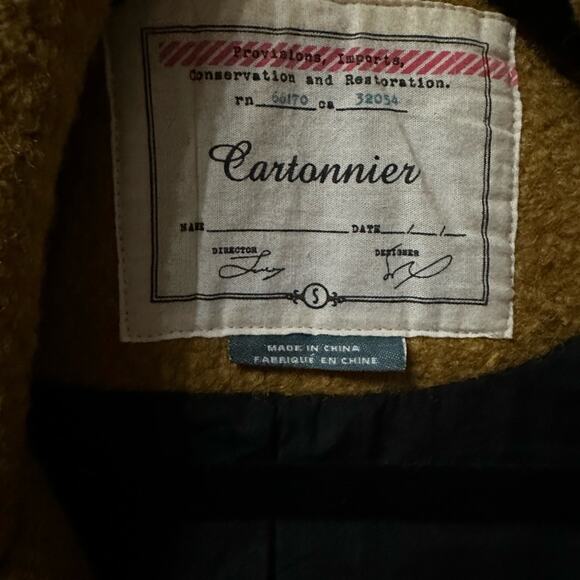 Provisions, Imports,
Conservation and Restoration.
rn 66170 ca 32054
Cartonnier
NAME DATE / /
DIRECTOR DESIGNER
S
MADE IN CHINA
FABRIQUÉ EN CHINE